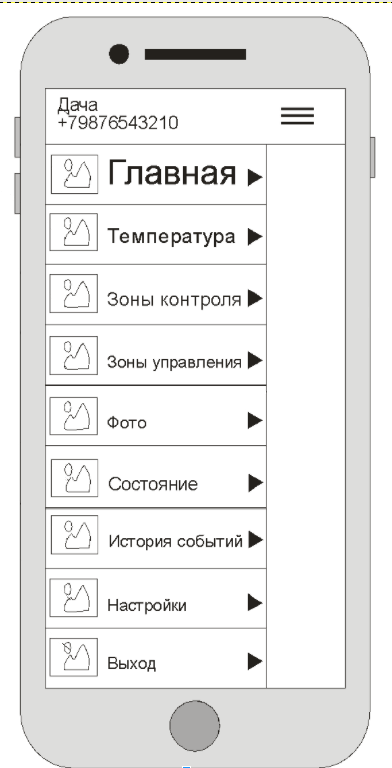 Дача
+79876543210
Главная
Температура
Зоны контроля
Зоны управления
Фото
Состояние
История событий
Настройки
Выход